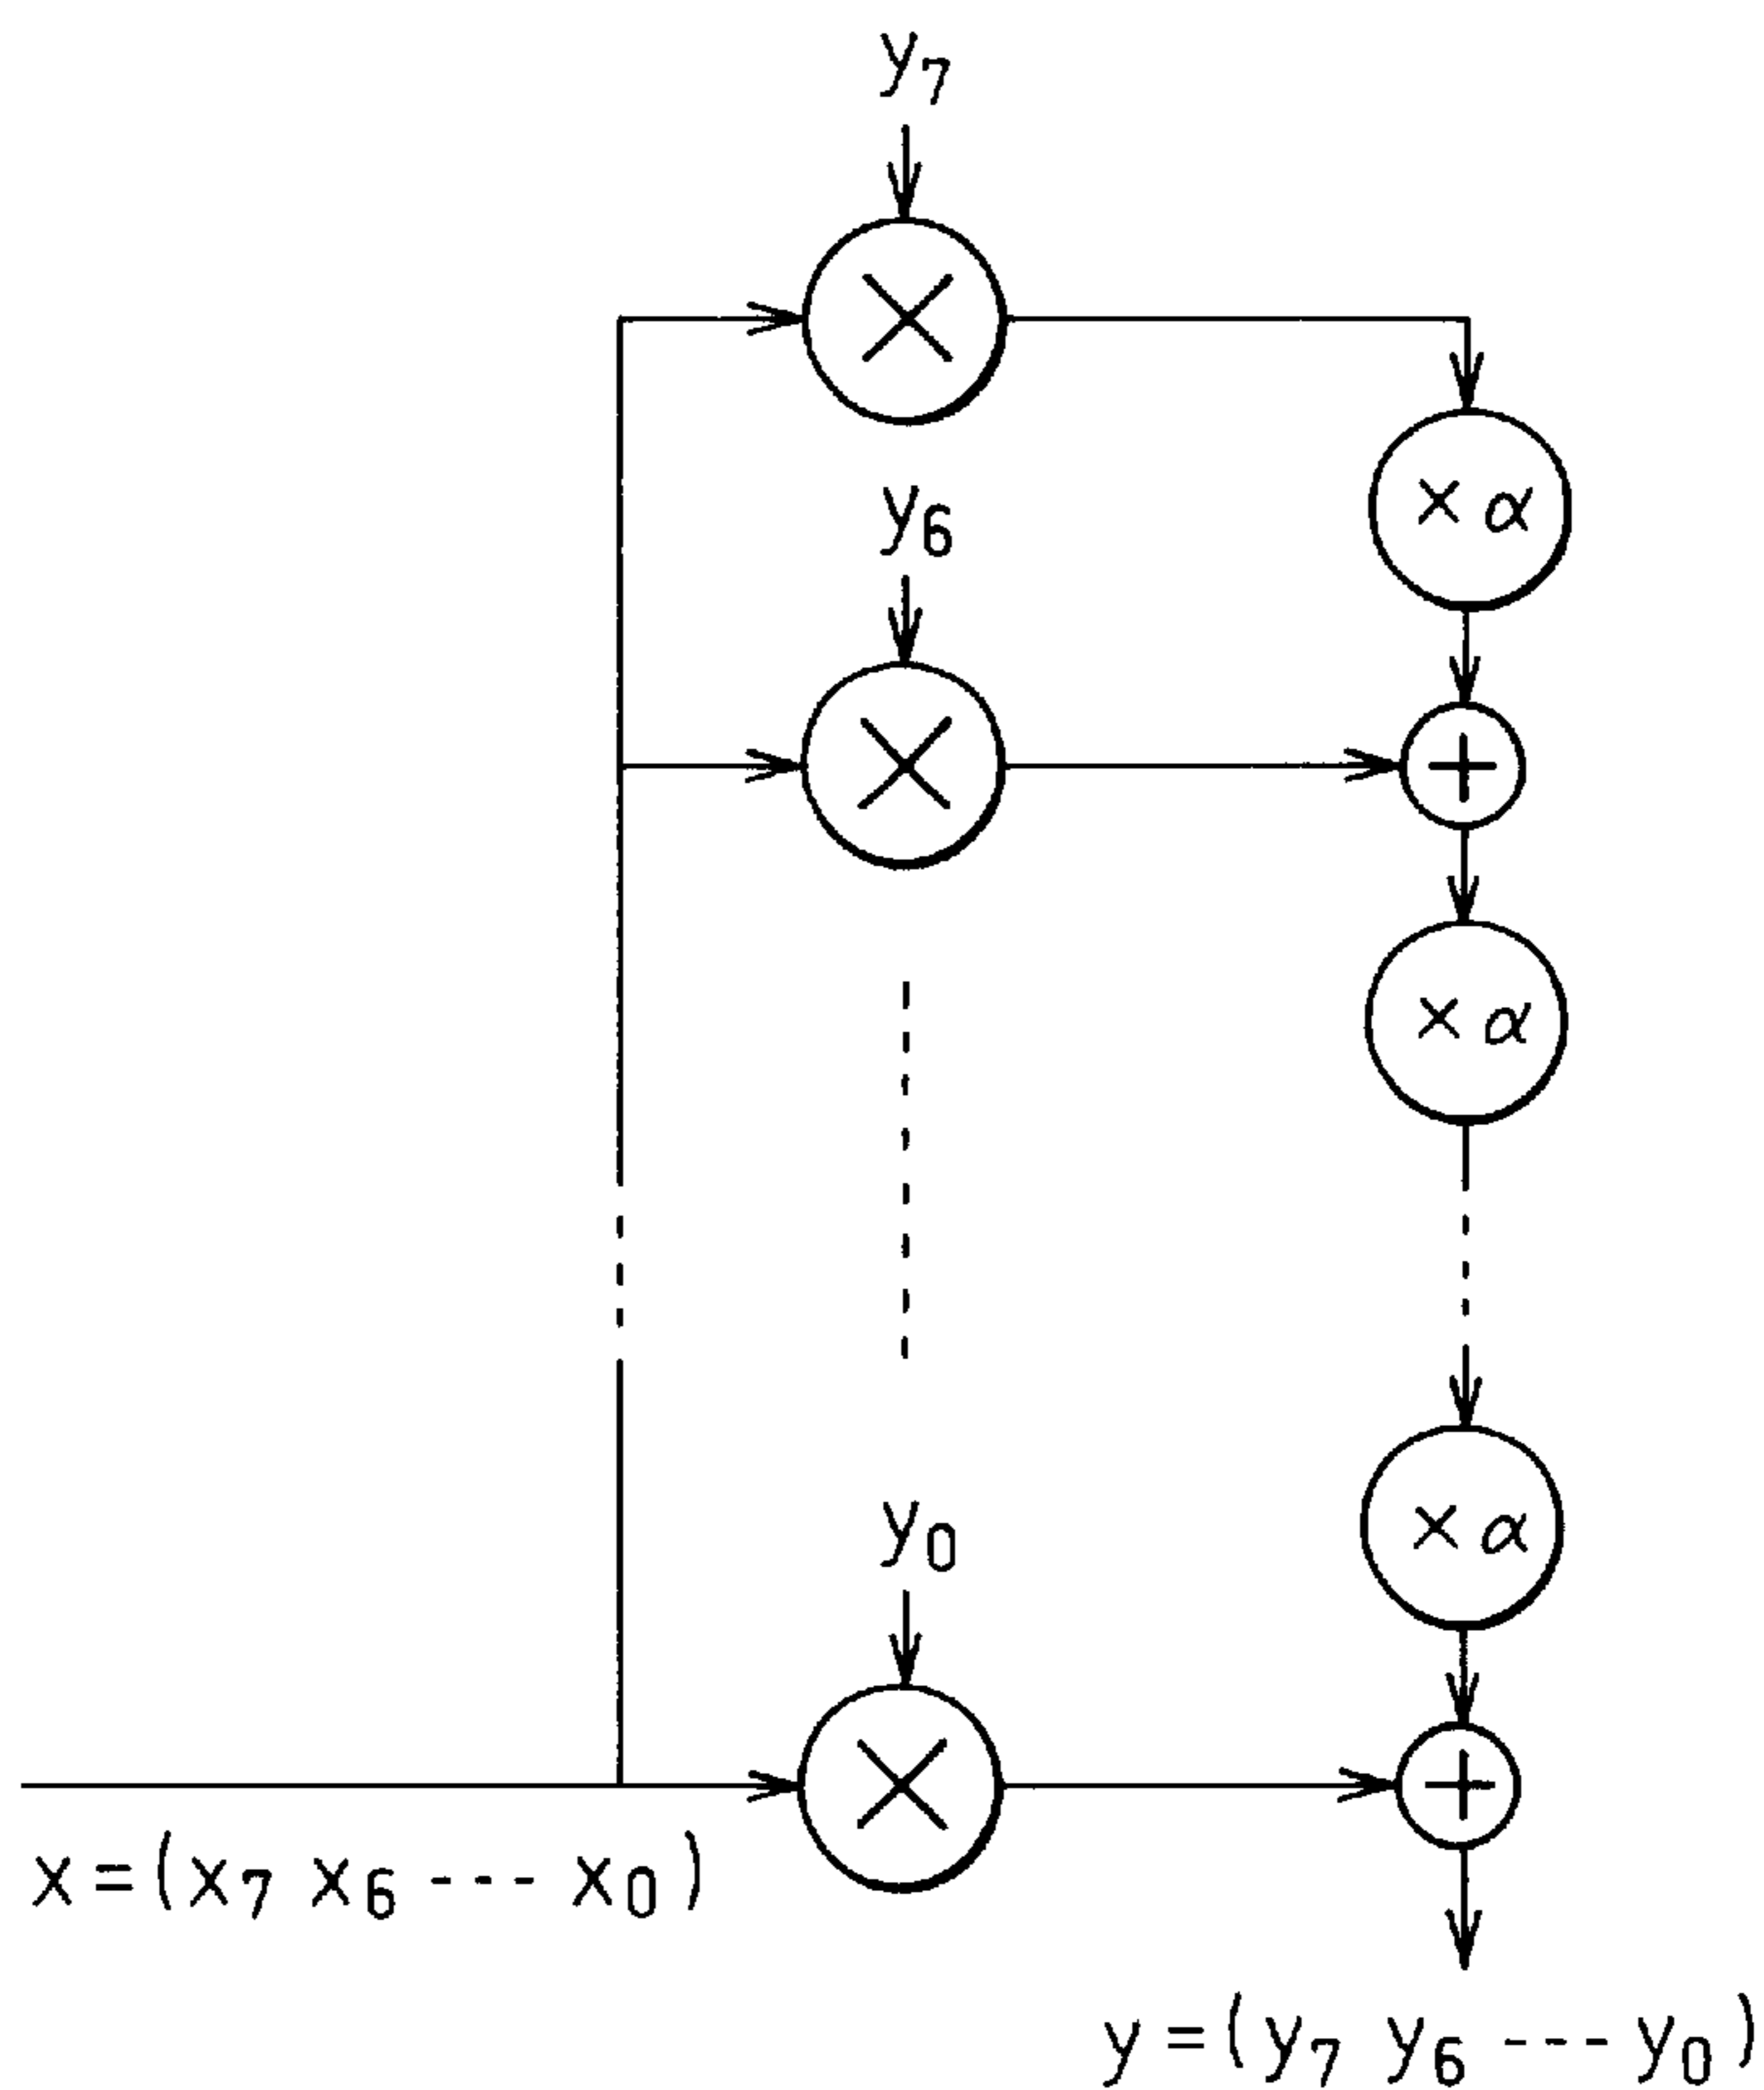 y₇
×
× α
y₆
×
+
× α
× α
y₀
×
+
x=(x₇ x₆ --- x₀)
y=(y₇ y₆ --- y₀)